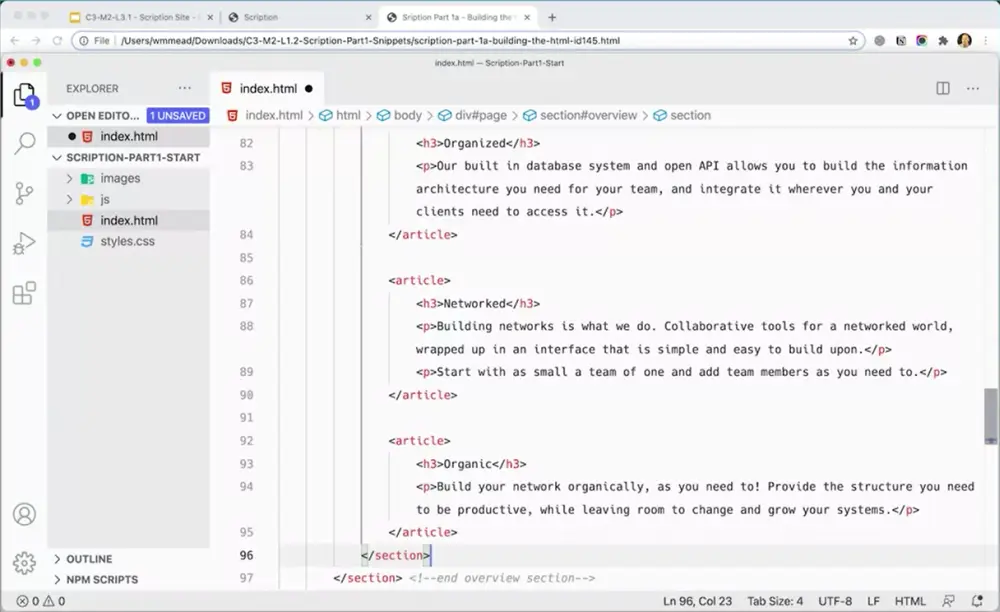 C3-M2-L3.1 - Scription Site -
Scription
Sription Part 1a - Building the
File /Users/wmmead/Downloads/C3-M2-L1.2-Scription-Part1-Snippets/scription-part-1a-building-the-html-id145.html
index.html — Scription-Part1-Start
EXPLORER
index.html
OPEN EDITO... 1 UNSAVED
index.html > html > body > div#page > section#overview > section
1
index.html
SCRIPTION-PART1-START
images
js
index.html
styles.css
OUTLINE
NPM SCRIPTS
82 <h3>Organized</h3>
83 <p>Our built in database system and open API allows you to build the information
architecture you need for your team, and integrate it wherever you and your
clients need to access it.</p>
84 </article>
85
86 <article>
87 <h3>Networked</h3>
88 <p>Building networks is what we do. Collaborative tools for a networked world,
wrapped up in an interface that is simple and easy to build upon.</p>
89 <p>Start with as small a team of one and add team members as you need to.</p>
90 </article>
91
92 <article>
93 <h3>Organic</h3>
94 <p>Build your network organically, as you need to! Provide the structure you need
to be productive, while leaving room to change and grow your systems.</p>
95 </article>
96 </section>
97 </section> <!--end overview section-->
0 0 Ln 96, Col 23 Tab Size: 4 UTF-8 LF HTML